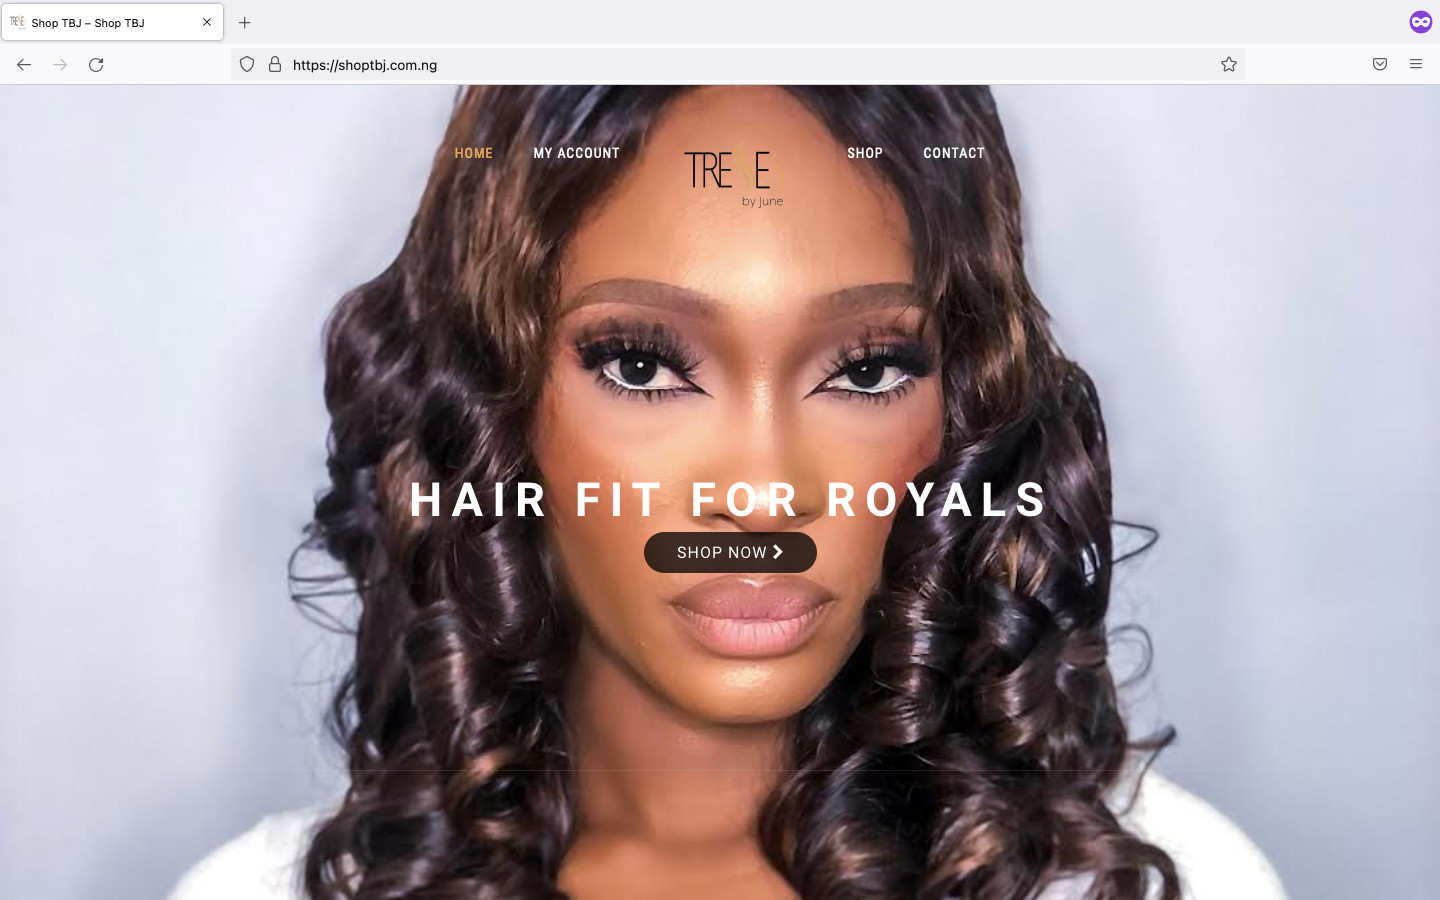 Shop TBJ – Shop TBJ
https://shoptbj.com.ng
HOME MY ACCOUNT TRESSE SHOP CONTACT
by June
HAIR FIT FOR ROYALS
SHOP NOW